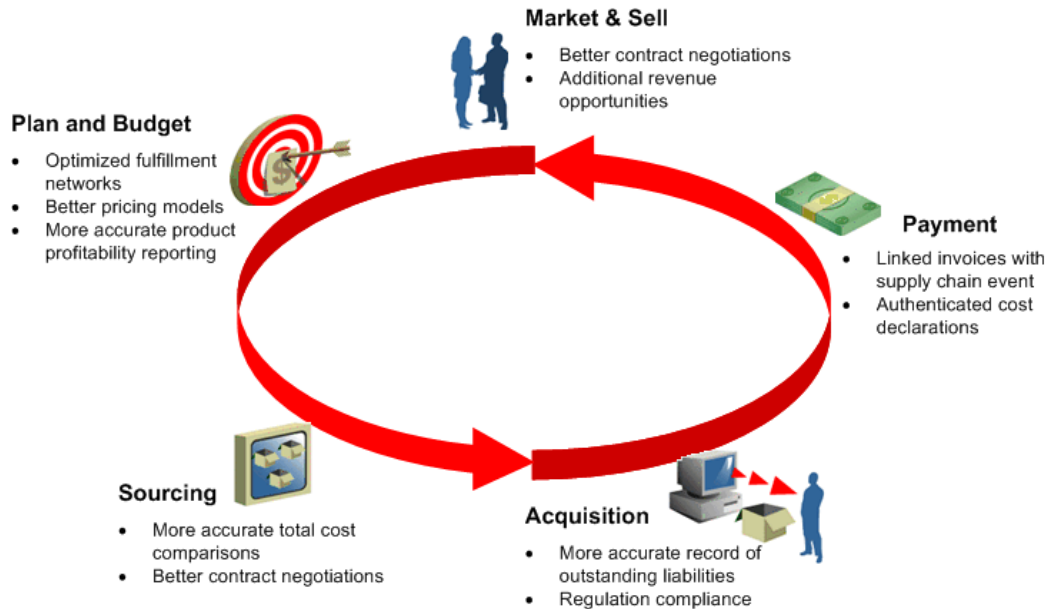 Market & Sell
• Better contract negotiations
• Additional revenue
opportunities
Plan and Budget
• Optimized fulfillment
networks
• Better pricing models
• More accurate product
profitability reporting
$
Payment
• Linked invoices with
supply chain event
• Authenticated cost
declarations
Sourcing
• More accurate total cost
comparisons
• Better contract negotiations
Acquisition
• More accurate record of
outstanding liabilities
• Regulation compliance